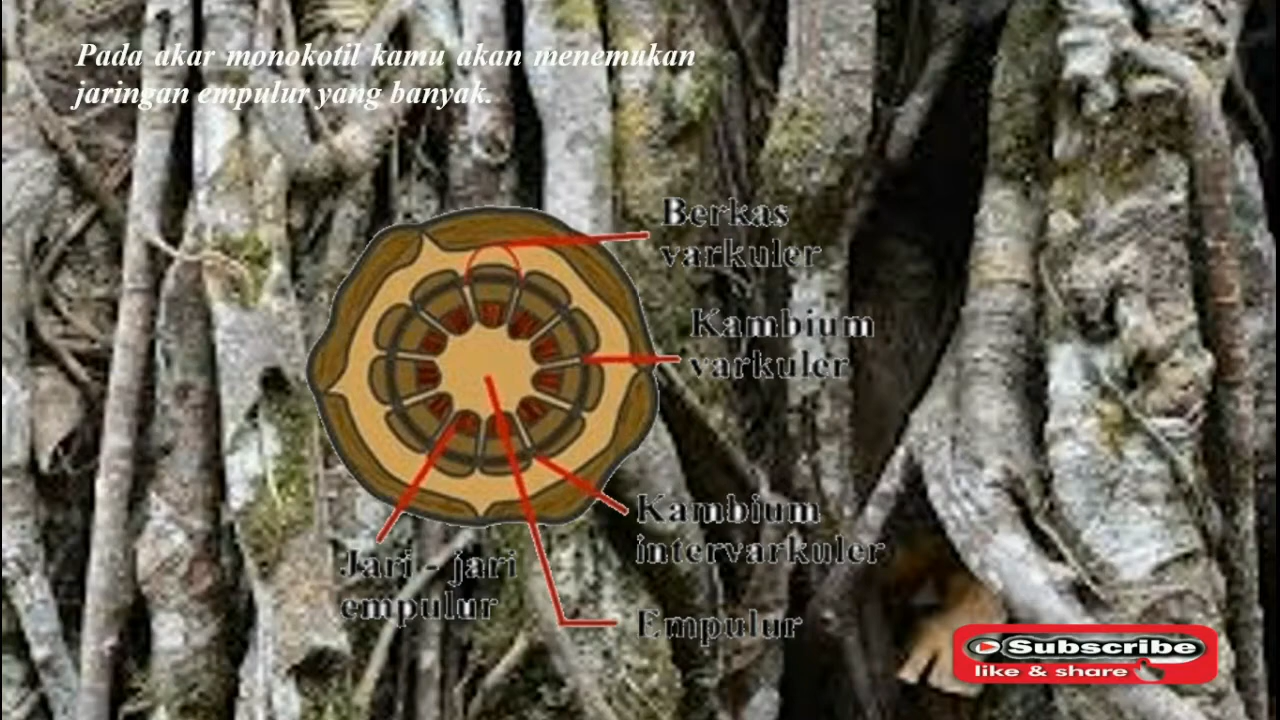 Pada akar monokotil kamu akan menemukan
jaringan empulur yang banyak.
Berkas
varkuler
Kambium
varkuler
Kambium
intervarkuler
Jari - jari
empulur
Empulur
Subscribe
like & share